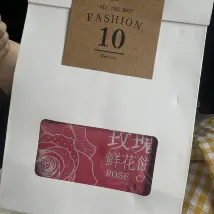 ALL THE BEST
FASHION
10
玫瑰
鮮花餅
ROSE